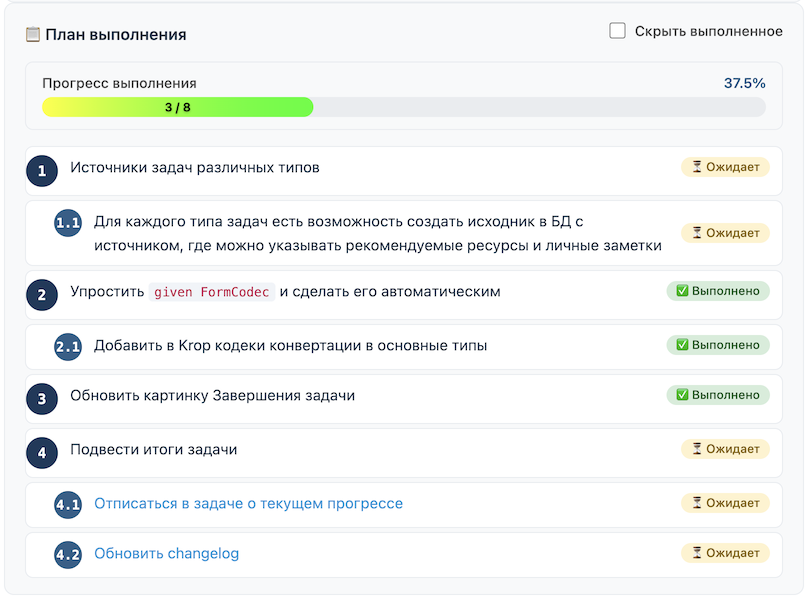 📋 План выполнения
Скрыть выполненное
Прогресс выполнения
37.5%
3 / 8
1 Источники задач различных типов ⏳ Ожидает
1.1 Для каждого типа задач есть возможность создать исходник в БД с
источником, где можно указывать рекомендуемые ресурсы и личные заметки ⏳ Ожидает
2 Упростить given FormCodec и сделать его автоматическим ✅ Выполнено
2.1 Добавить в Krop кодеки конвертации в основные типы ✅ Выполнено
3 Обновить картинку Завершения задачи ✅ Выполнено
4 Подвести итоги задачи ⏳ Ожидает
4.1 Отписаться в задаче о текущем прогрессе ⏳ Ожидает
4.2 Обновить changelog ⏳ Ожидает